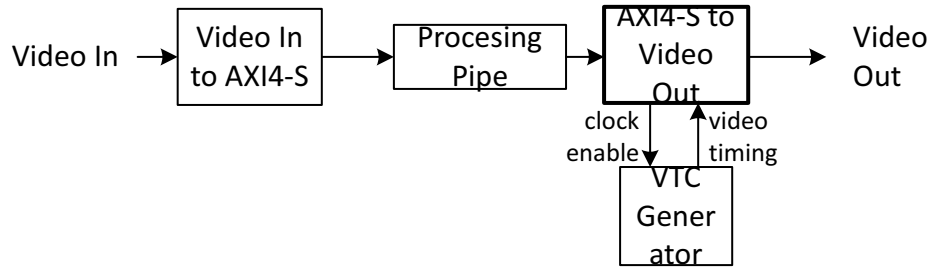 Video In
Video In
to AXI4-S
Procesing
Pipe
AXI4-S to
Video
Out
Video
Out
clock
enable
video
timing
VTC
Gener
ator